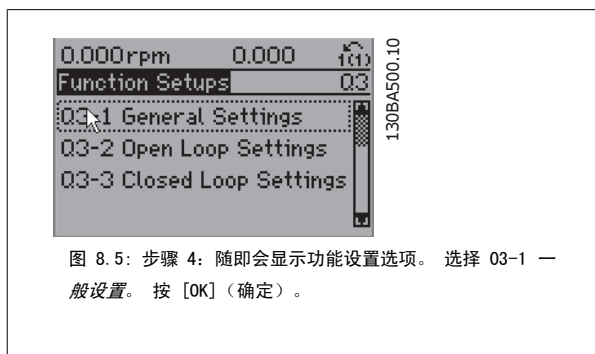 0.000rpm 0.000 1(1)
Function Setups Q3
Q3-1 General Settings
Q3-2 Open Loop Settings
Q3-3 Closed Loop Settings
130BA500.10
图 8.5: 步骤 4：随即会显示功能设置选项。 选择 03-1 一
般设置。 按 [OK]（确定）。